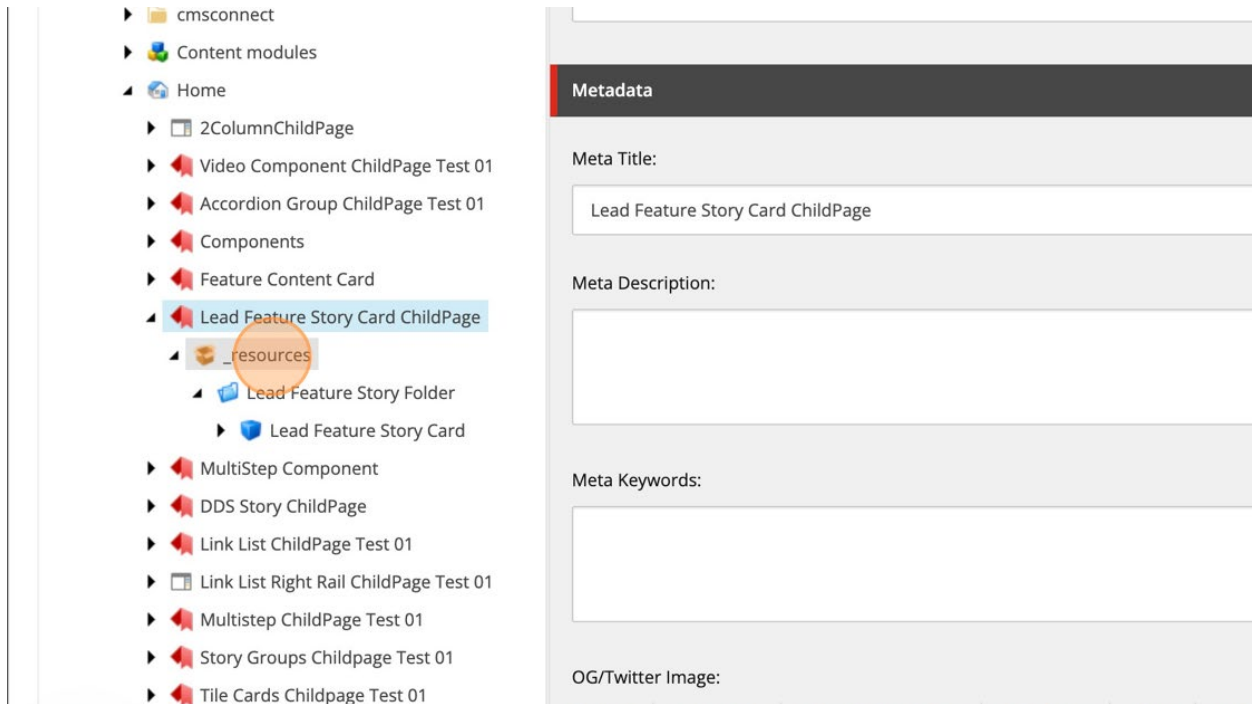 cmsconnect
Content modules
Home
2ColumnChildPage
Video Component ChildPage Test 01
Accordion Group ChildPage Test 01
Components
Feature Content Card
Lead Feature Story Card ChildPage
_resources
Lead Feature Story Folder
Lead Feature Story Card
MultiStep Component
DDS Story ChildPage
Link List ChildPage Test 01
Link List Right Rail ChildPage Test 01
Multistep ChildPage Test 01
Story Groups Childpage Test 01
Tile Cards Childpage Test 01
Metadata
Meta Title:
Lead Feature Story Card ChildPage
Meta Description:
Meta Keywords:
OG/Twitter Image: